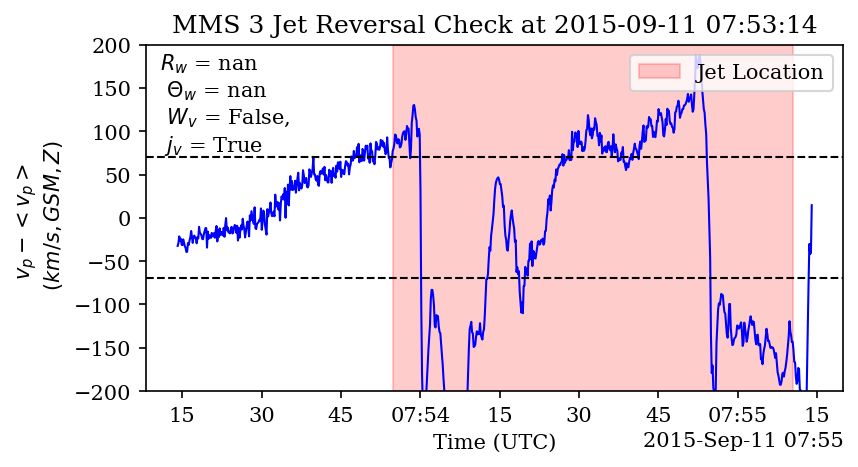 MMS 3 Jet Reversal Check at 2015-09-11 07:53:14
R_w = nan
Θ_w = nan
W_v = False,
j_v = True
Jet Location
200
150
100
50
0
−50
−100
−150
−200
v_p − < v_p >
(km/s, GSM, Z)
15 30 45 07:54 15 30 45 07:55 15
Time (UTC)
2015-Sep-11 07:55